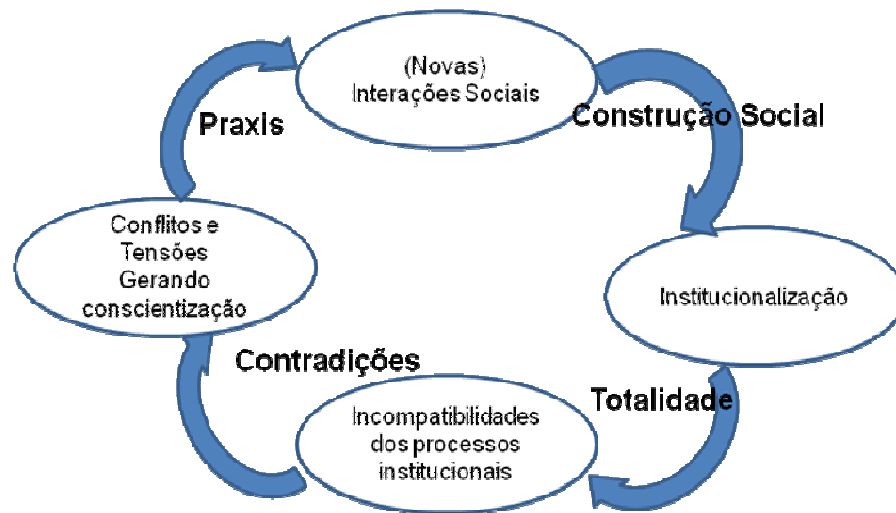 (Novas)
Interações Sociais
Praxis
Construção Social
Conflitos e
Tensões
Gerando
conscientização
Institucionalização
Contradições
Totalidade
Incompatibilidades
dos processos
institucionais